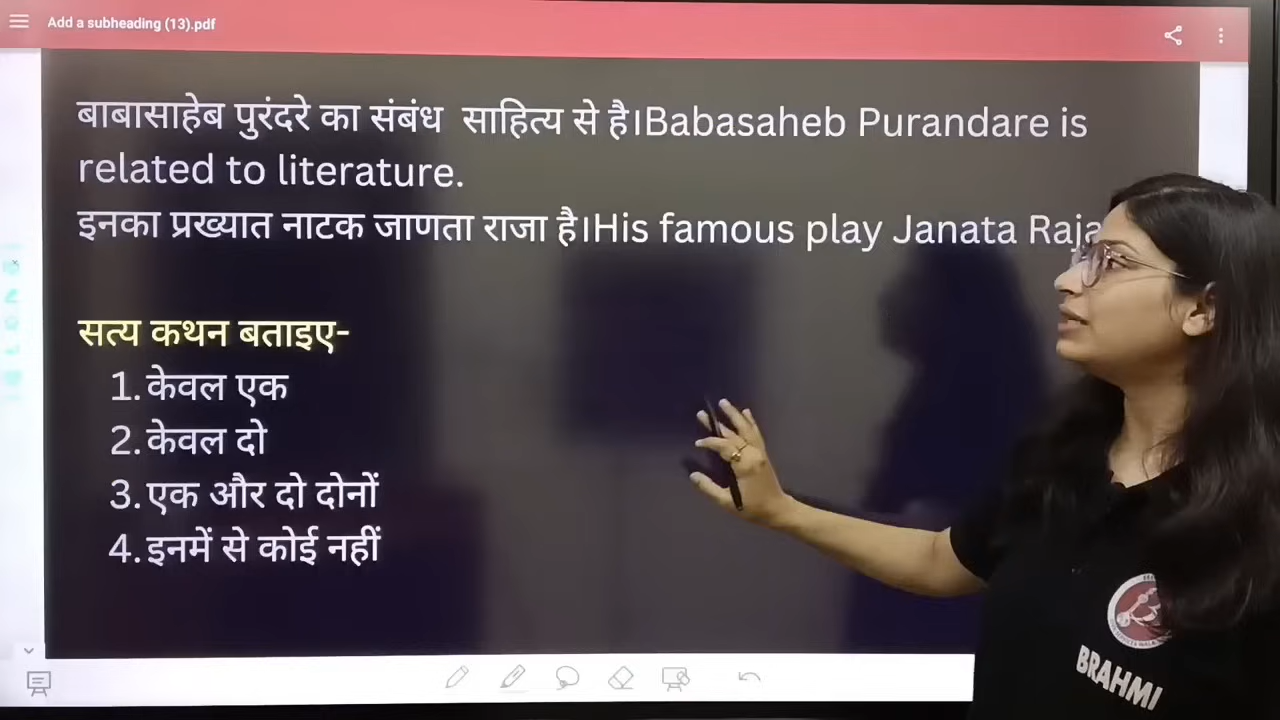 Add a subheading (13).pdf
बाबासाहेब पुरंदरे का संबंध साहित्य से है।Babasaheb Purandare is
related to literature.
इनका प्रख्यात नाटक जाणता राजा है।His famous play Janata Raja
सत्य कथन बताइए-
1.केवल एक
2.केवल दो
3.एक और दो दोनों
4.इनमें से कोई नहीं
BRAHMI